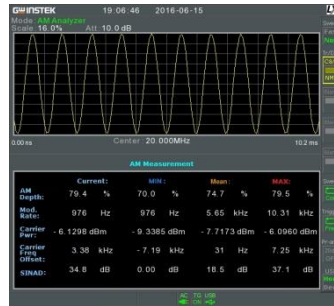 GWINSTEK 19:06:46 2016-06-15
Mode: AM Analyzer
Scale 16.0% Att: 10.0 dB
0.00 ns Center 20.000MHz 10.2 ms
AM Measurement
Current: MIN: Mean: MAX:
AM Depth: 79.4 % 70.0 % 74.7 % 79.5 %
Mod. Rate: 976 Hz 976 Hz 5.65 kHz 10.31 kHz
Carrier Pwr: - 6.1298 dBm - 9.3385 dBm - 7.7173 dBm - 6.0960 dBm
Carrier Freq Offset: 3.38 kHz - 7.19 kHz 31 Hz 7.25 kHz
SINAD: 34.8 dB 0.00 dB 18.5 dB 37.1 dB
AC TG USB
ON